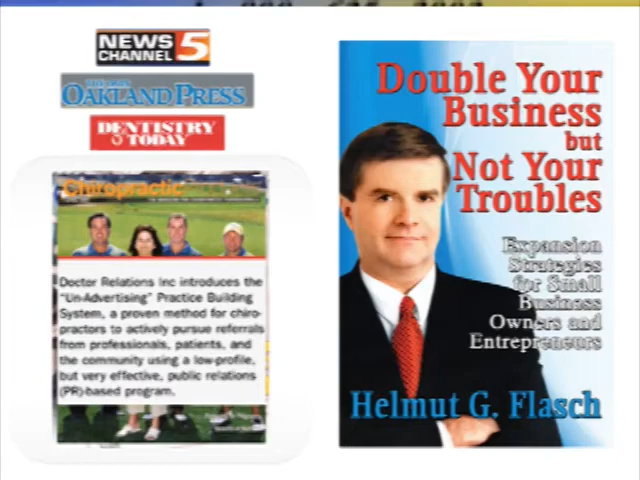 NEWS
CHANNEL 5
OAKLAND PRESS
DENTISTRY
TODAY
Chiropractic
Doctor Relations Inc introduces the
"Un-Advertising" Practice Building
System, a proven method for chiro-
practors to actively pursue referrals
from professionals, patients, and
the community using a low-profile,
but very effective, public relations
(PR)-based program.
Double Your
Business
but
Not Your
Troubles
Expansion
Strategies
for Small
Business
Owners and
Entrepreneurs
Helmut G. Flasch